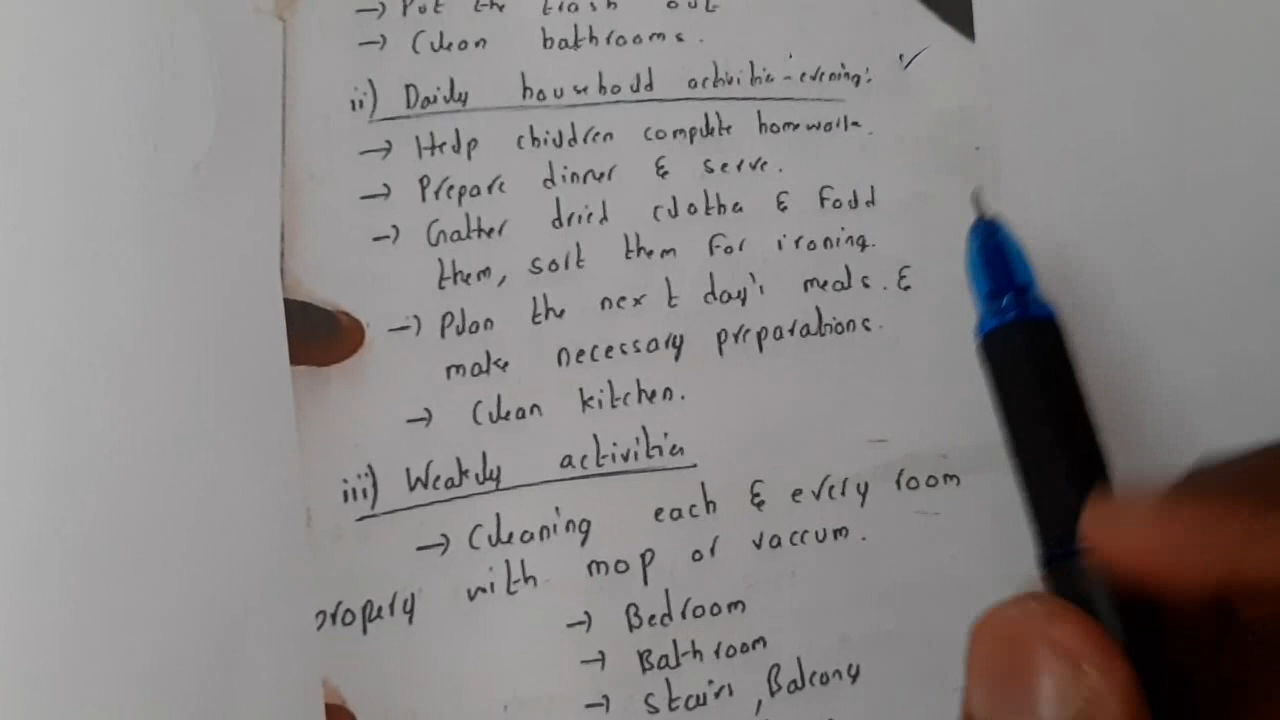 → Put the trash out
→ Clean bathrooms.
ii) Daily household activities - evening:
→ Help children complete homework.
→ Prepare dinner & serve.
→ Gather dried clothes & Fold
them, sort them for ironing.
→ Plan the next day's meals. &
make necessary preparations.
→ Clean kitchen.
iii) Weakly activities
→ Cleaning each & every room
properly with mop or vaccum.
→ Bedroom
→ Bathroom
→ Stairs, Balcony